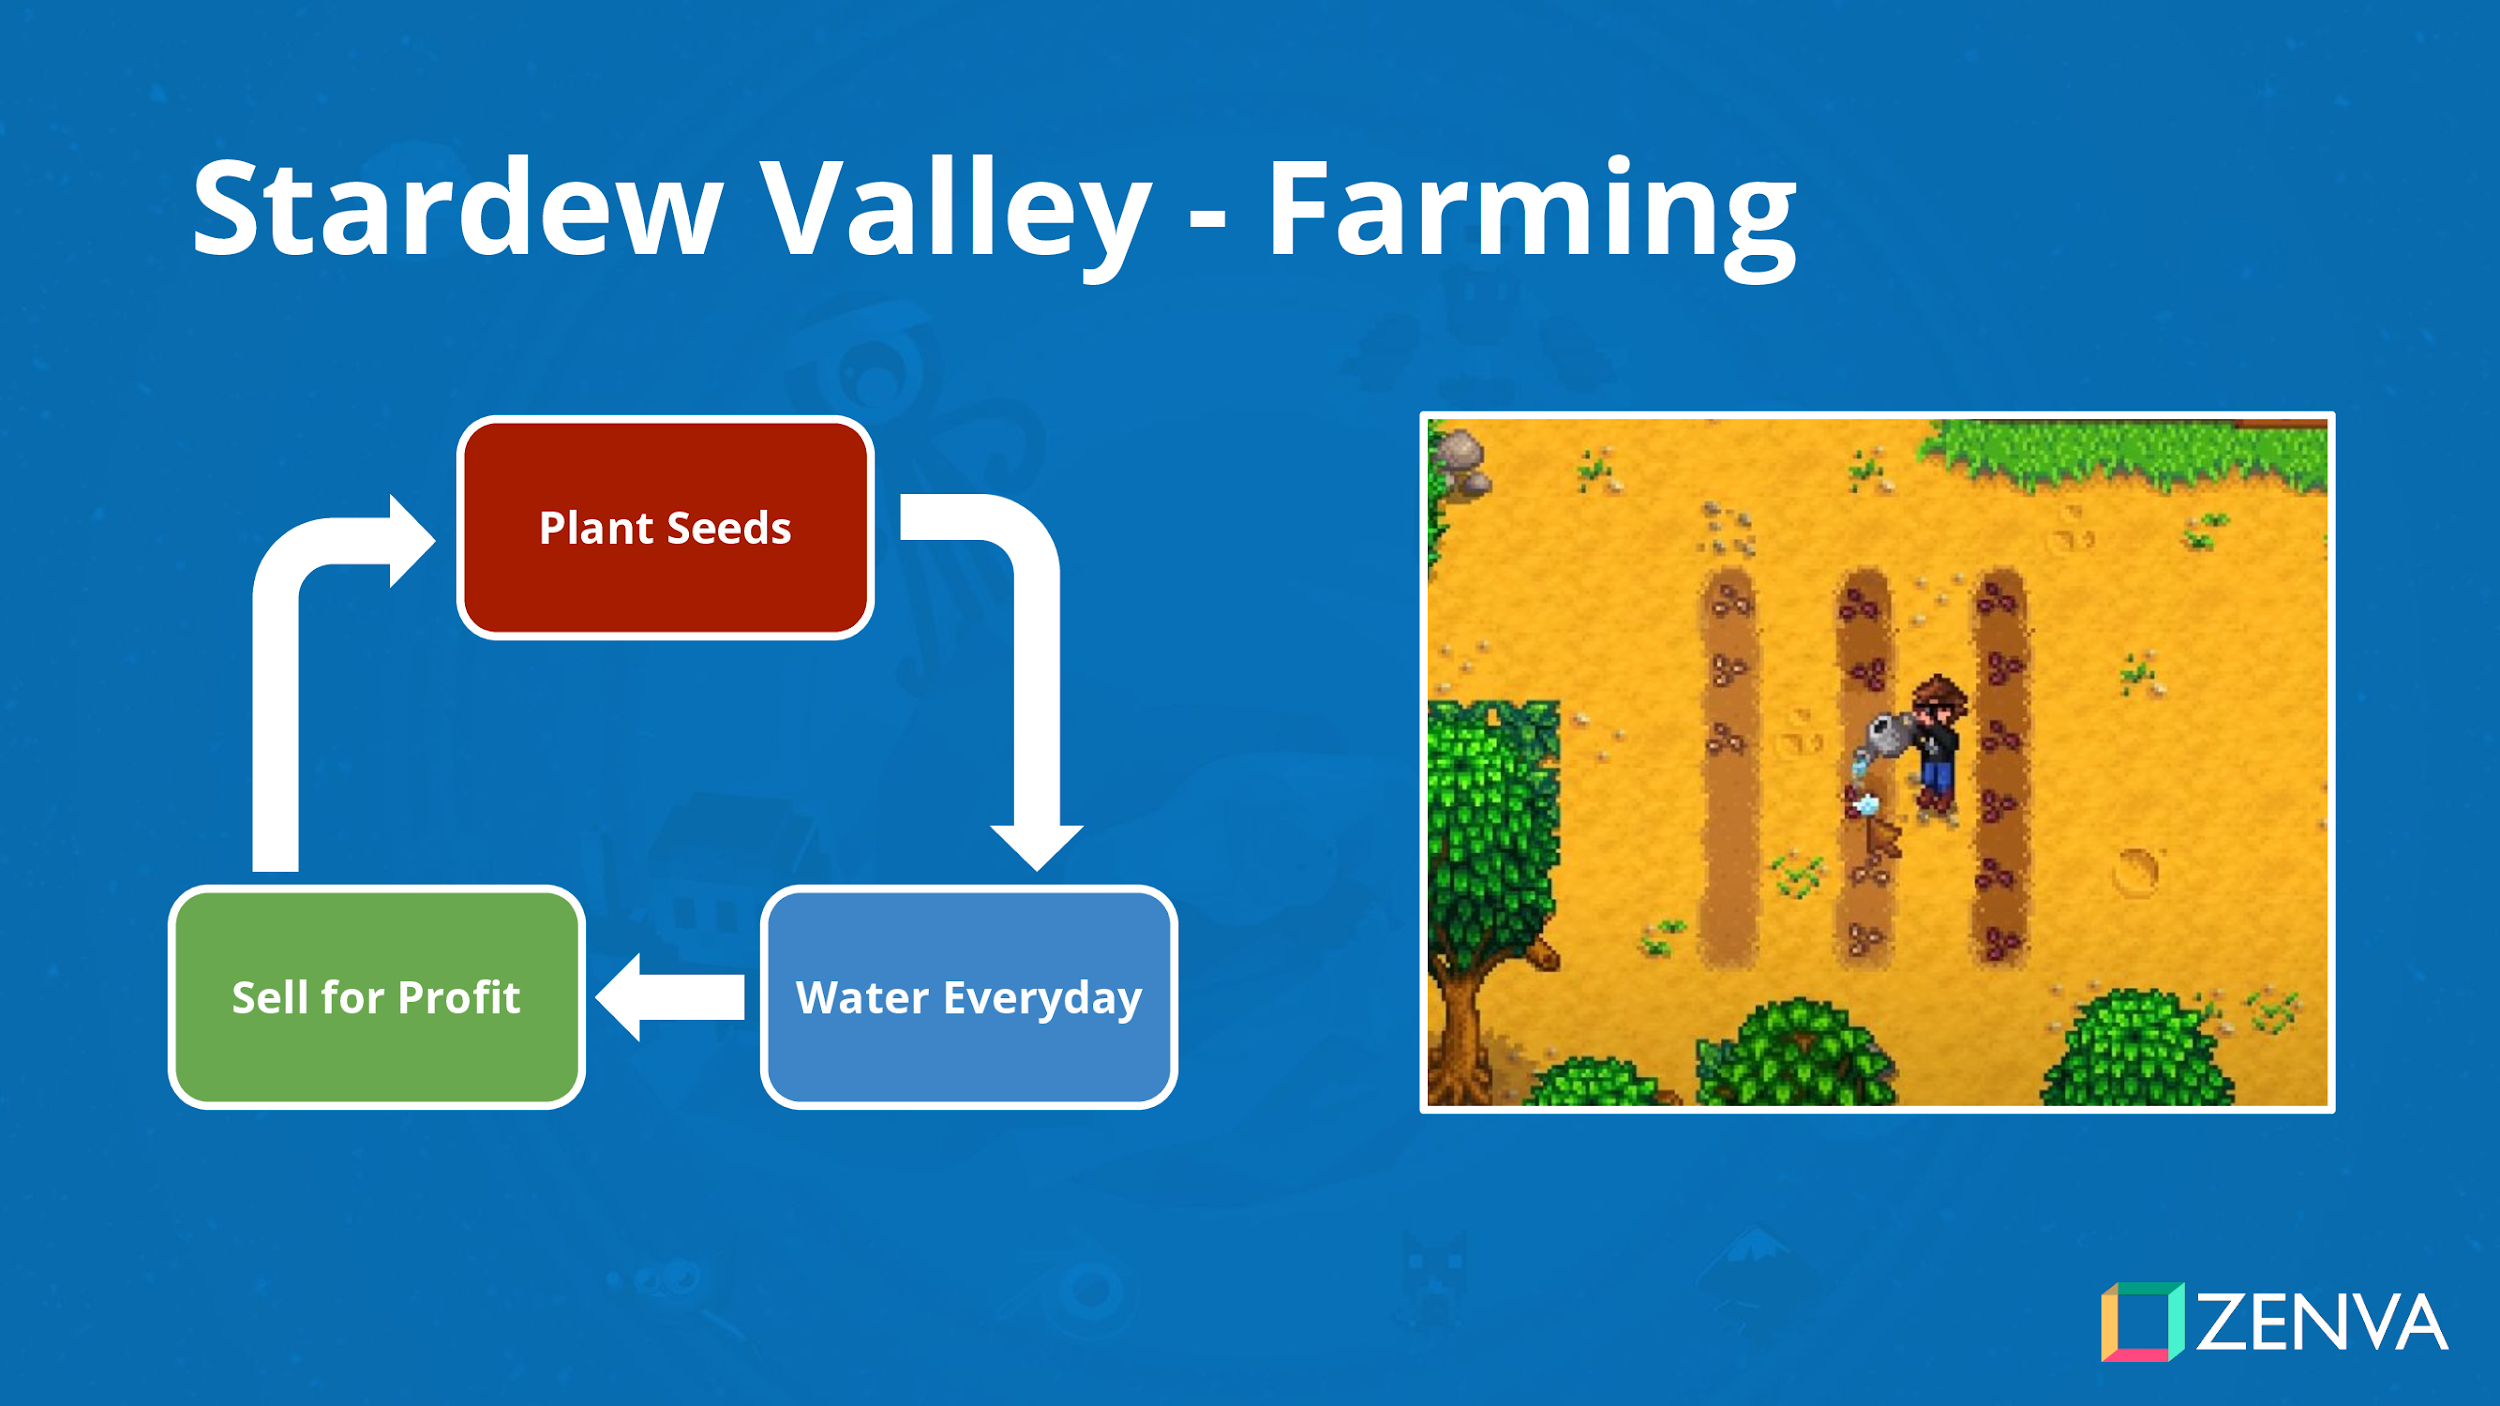 Stardew Valley - Farming
Plant Seeds
Sell for Profit
Water Everyday
ZENVA